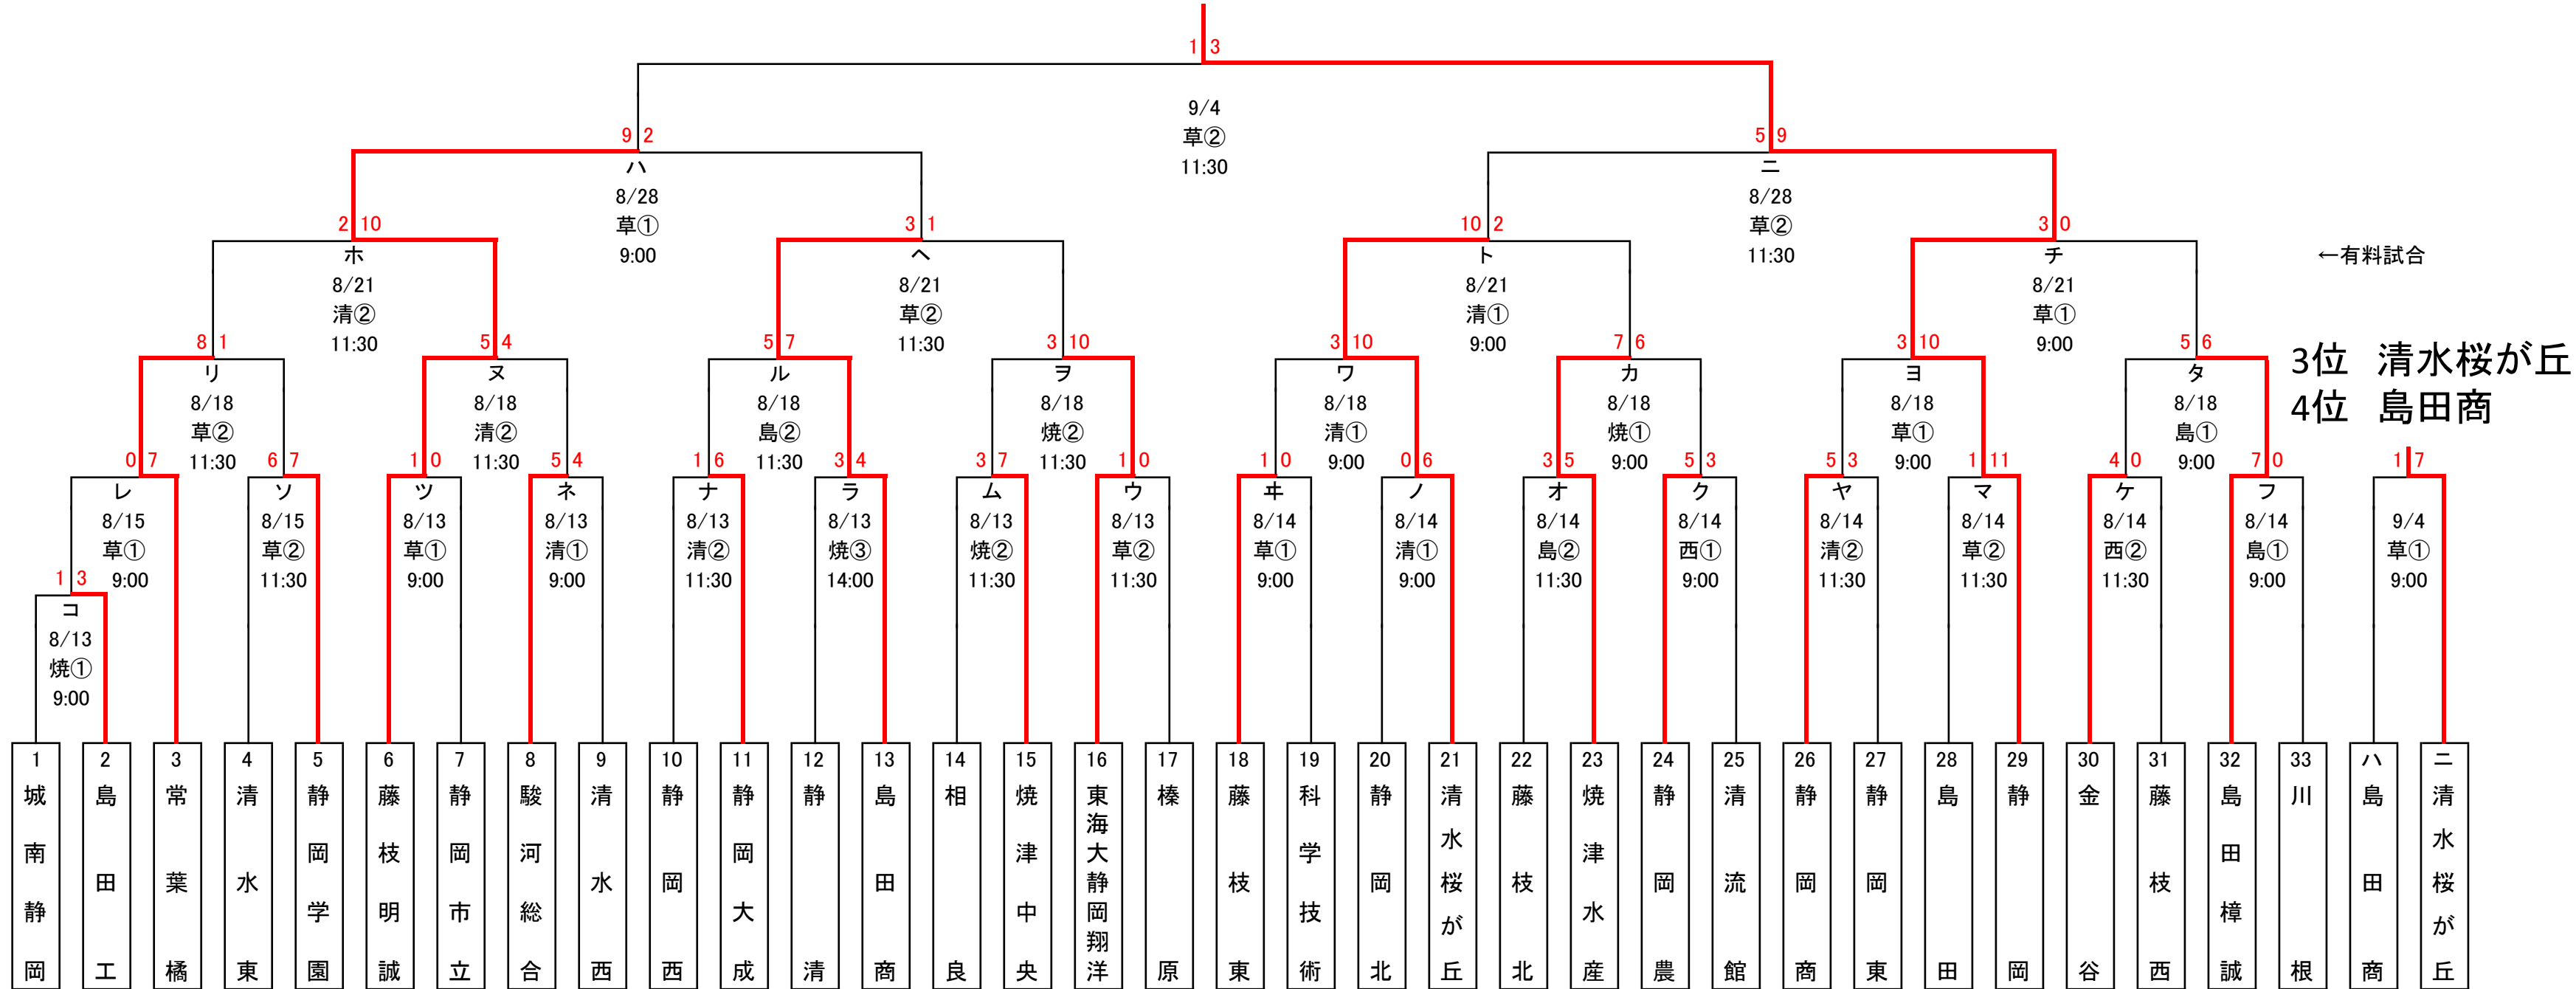 1 3
9/4
草②
11:30
9 2
ハ
8/28
草①
9:00
5 9
ニ
8/28
草②
11:30
2 10
ホ
8/21
清②
11:30
3 1
ヘ
8/21
草②
11:30
10 2
ト
8/21
清①
9:00
3 0
チ
8/21
草①
9:00
←有料試合
8 1
リ
8/18
草②
11:30
5 4
ヌ
8/18
清②
11:30
5 7
ル
8/18
島②
11:30
3 10
ヲ
8/18
焼②
11:30
3 10
ワ
8/18
清①
9:00
7 6
カ
8/18
焼①
9:00
3 10
ヨ
8/18
草①
9:00
5 6
タ
8/18
島①
9:00
3位 清水桜が丘
4位 島田商
0 7
レ
8/15
草①
9:00
6 7
ソ
8/15
草②
11:30
1 0
ツ
8/13
草①
9:00
5 4
ネ
8/13
清①
9:00
1 6
ナ
8/13
清②
11:30
3 4
ラ
8/13
焼③
14:00
3 7
ム
8/13
焼②
11:30
1 0
ウ
8/13
草②
11:30
1 0
ヰ
8/14
草①
9:00
0 6
ノ
8/14
清①
9:00
3 5
オ
8/14
島②
11:30
5 3
ク
8/14
西①
9:00
5 3
ヤ
8/14
清②
11:30
1 11
マ
8/14
草②
11:30
4 0
ケ
8/14
西②
11:30
7 0
フ
8/14
島①
9:00
1 7
9/4
草①
9:00
1 3
コ
8/13
焼①
9:00
1 城南静岡
2 島田工
3 常葉橘
4 清水東
5 静岡学園
6 藤枝明誠
7 静岡市立
8 駿河総合
9 清水西
10 静岡西
11 静岡大成
12 静清
13 島田商
14 相良
15 焼津中央
16 東海大静岡翔洋
17 榛原
18 藤枝東
19 科学技術
20 静岡北
21 清水桜が丘
22 藤枝北
23 焼津水産
24 静岡農
25 清流館
26 静岡商
27 静岡東
28 島田
29 静岡
30 金谷
31 藤枝西
32 島田樟誠
33 川根
ハ 島田商
ニ 清水桜が丘